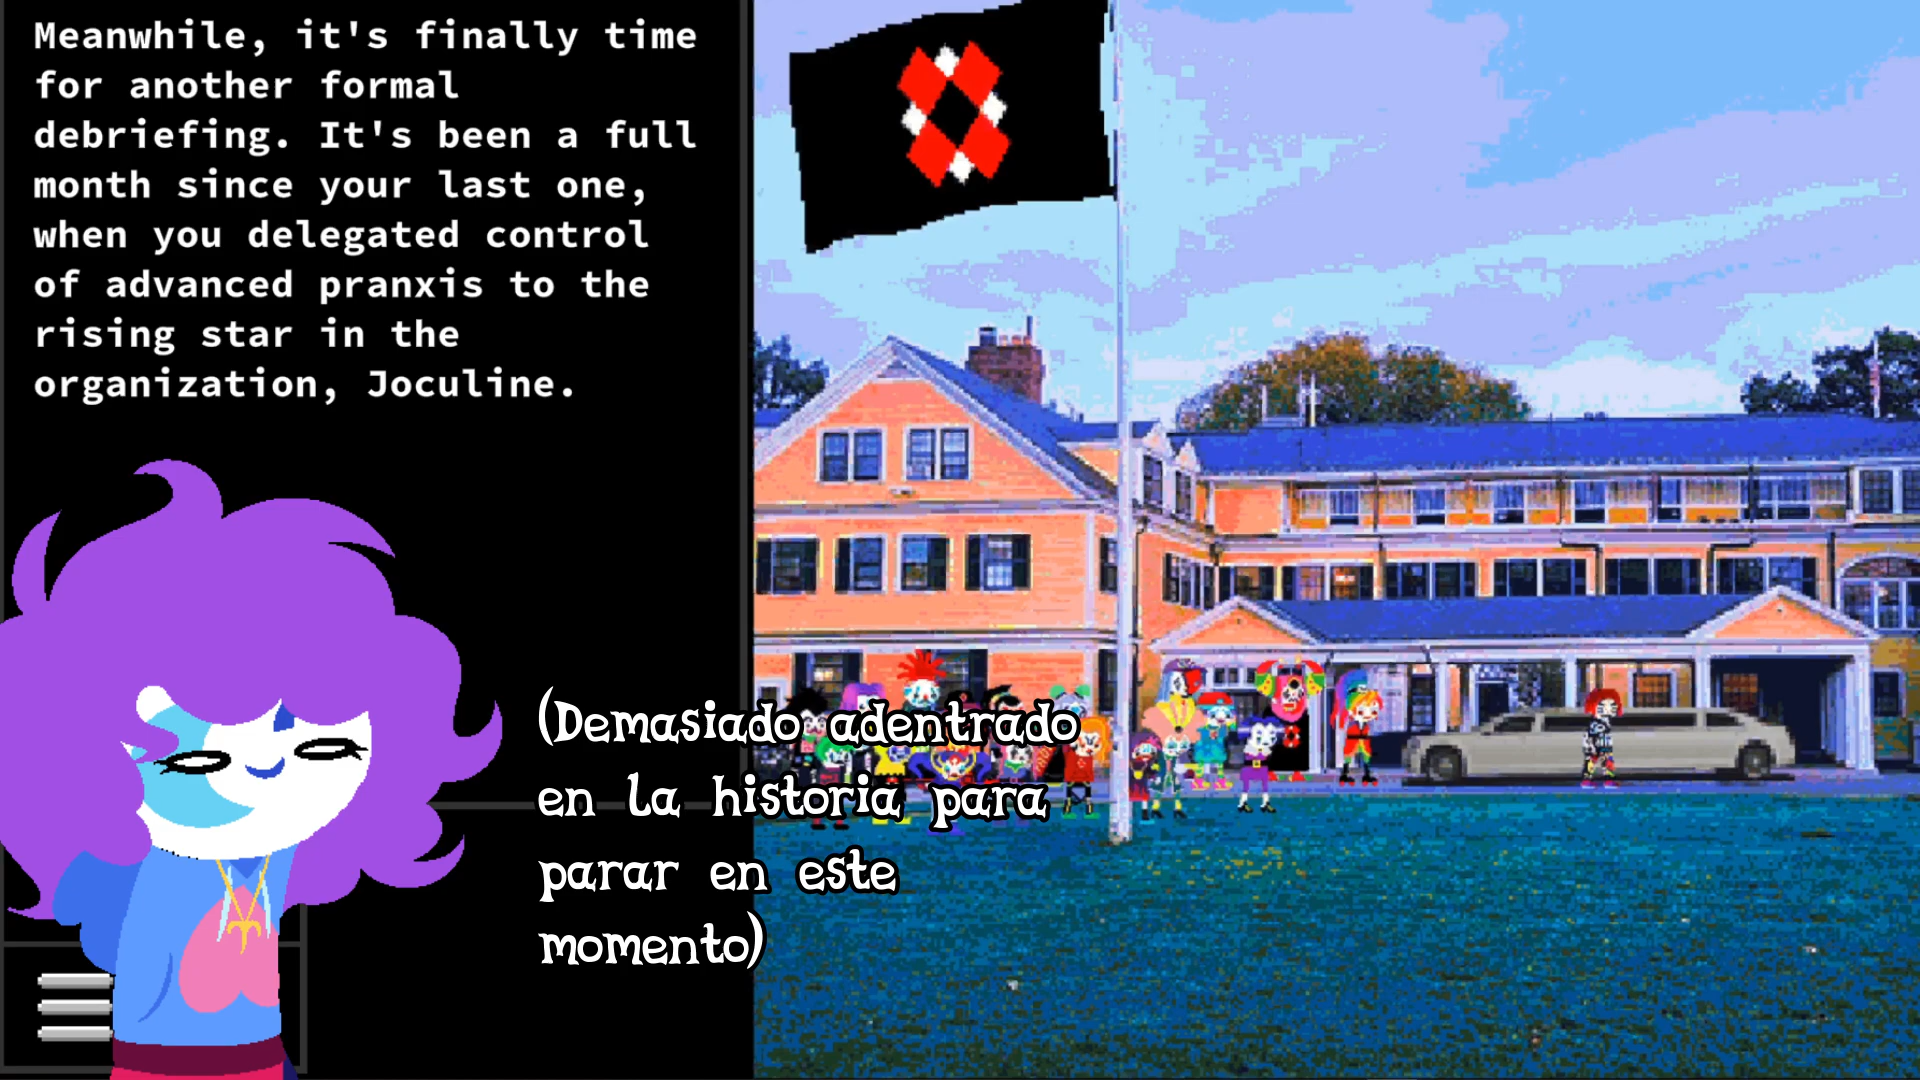 Meanwhile, it's finally time
for another formal
debriefing. It's been a full
month since your last one,
when you delegated control
of advanced pranxis to the
rising star in the
organization, Joculine.
(Demasiado adentrado
en la historia para
parar en este
momento)